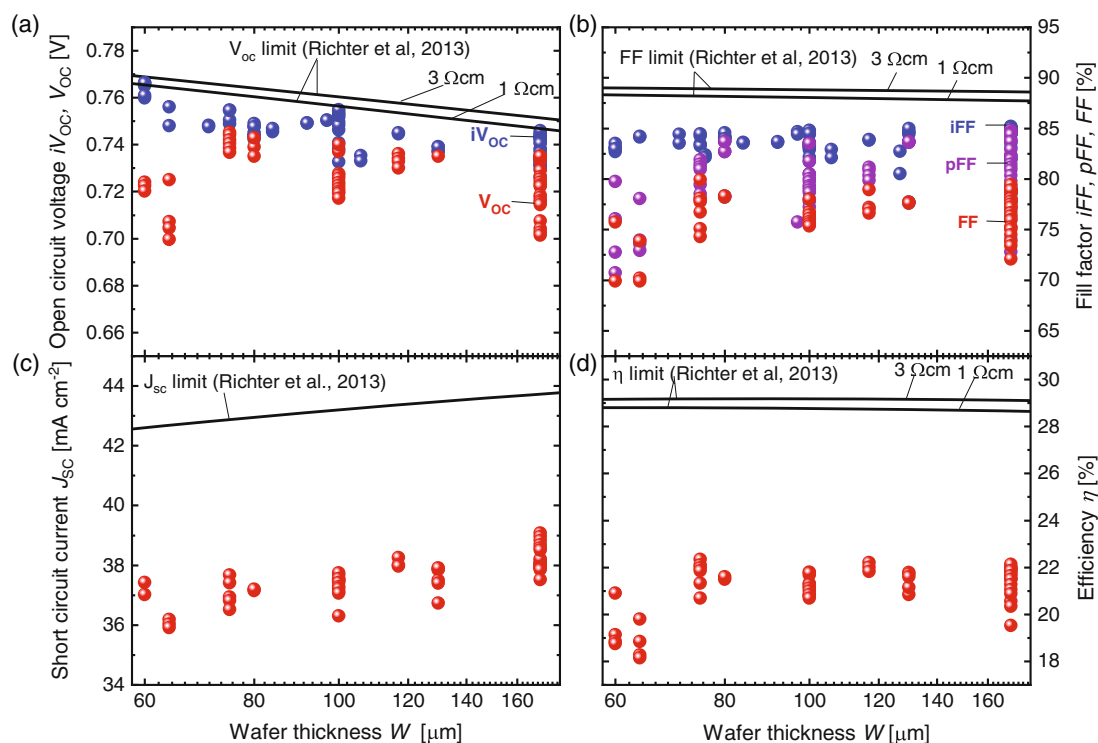 (a)
Open circuit voltage iV_OC, V_OC [V]
0.78
0.76
0.74
0.72
0.70
0.68
0.66
V_oc limit (Richter et al, 2013)
3 Ωcm
1 Ωcm
iV_OC
V_OC
(b)
FF limit (Richter et al, 2013)
3 Ωcm
1 Ωcm
iFF
pFF
FF
95
90
85
80
75
70
65
Fill factor iFF, pFF, FF [%]
(c)
Short circuit current J_SC [mA cm⁻²]
44
42
40
38
36
34
J_sc limit (Richter et al., 2013)
60
80
100
120
140
160
Wafer thickness W [μm]
(d)
η limit (Richter et al, 2013)
3 Ωcm
1 Ωcm
30
28
26
24
22
20
18
Efficiency η [%]
60
80
100
120
140
160
Wafer thickness W [μm]